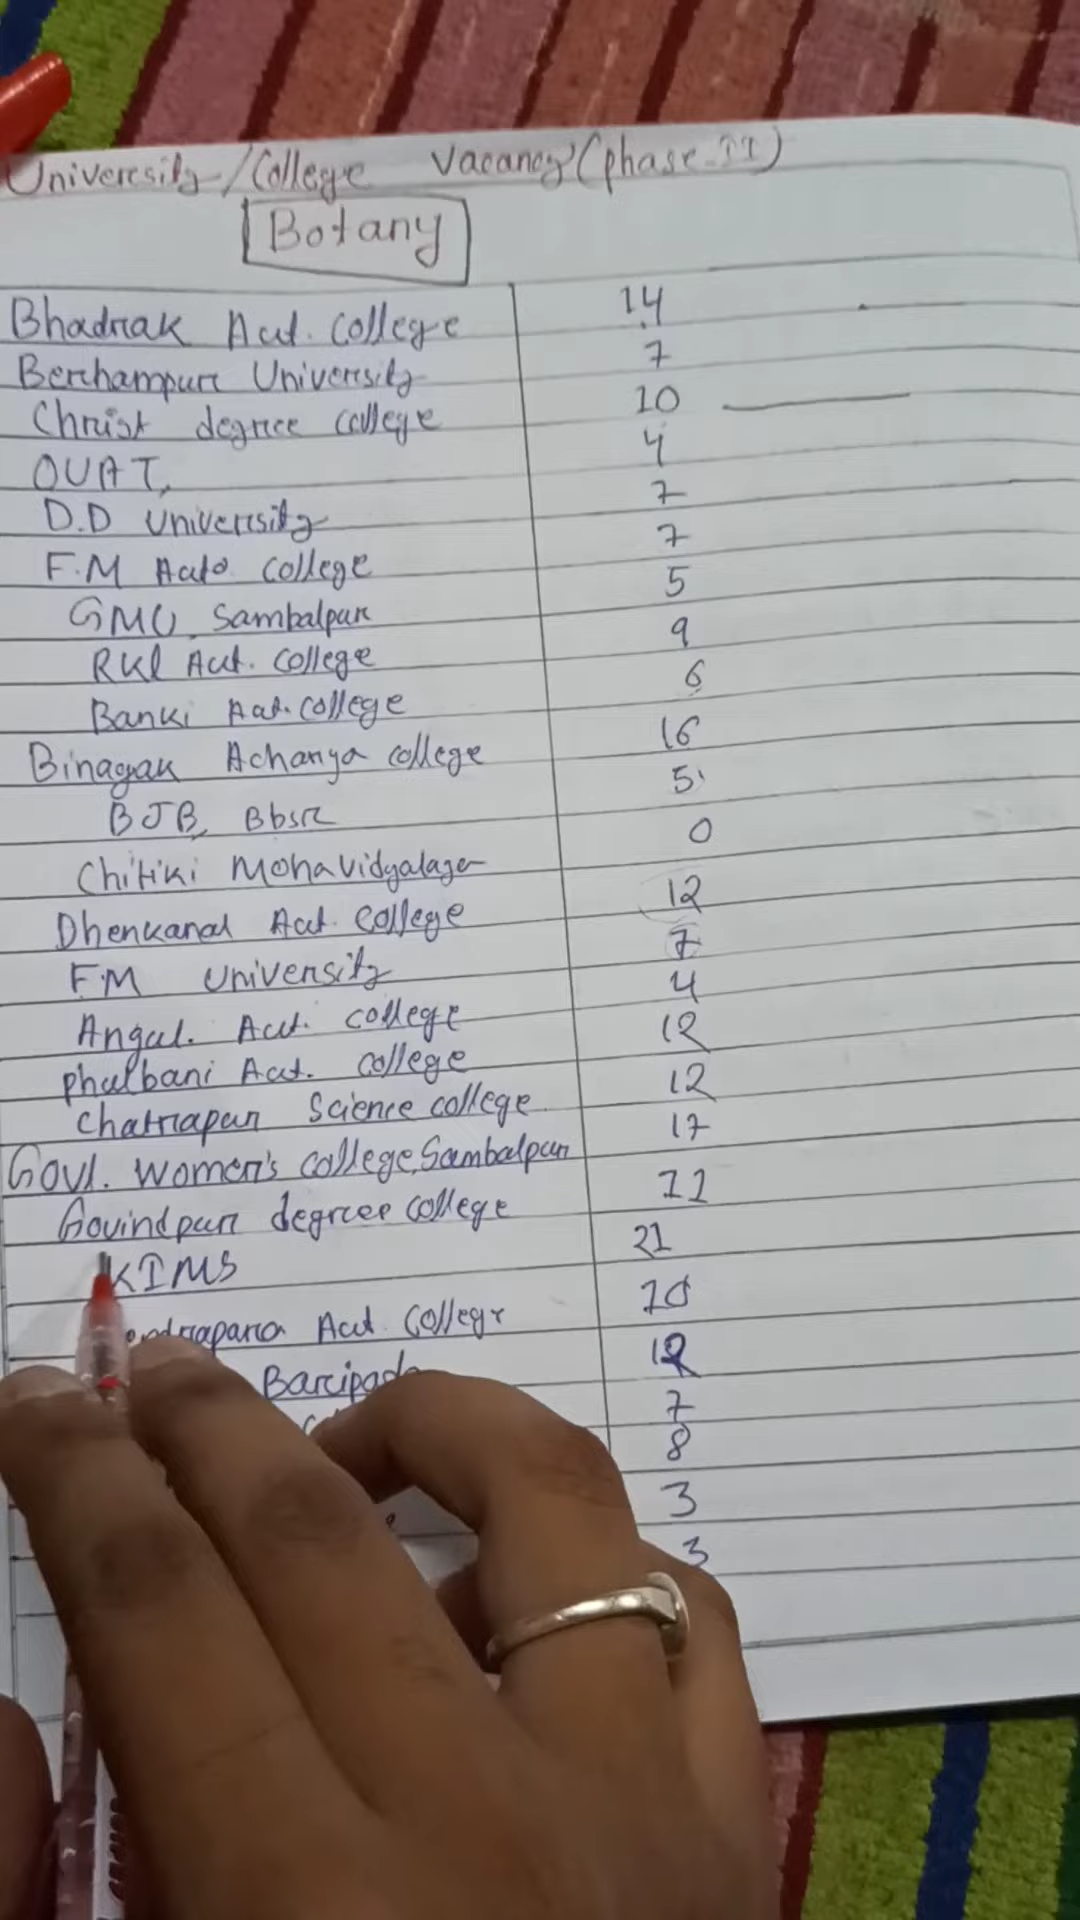 University/College Vacancy (phase-II)
Botany
Bhadrak Aut. College 14
Berhampur University 7
Christ degree college 10
OUAT, 4
D.D University 7
F.M Auto. College 7
GMU, Sambalpur 5
RKL Aut. College 9
Banki Aut. College 6
Binayak Acharya college 16
BJB, Bbsr 5
Chitiki Mohavidyalaya 0
Dhenkanal Aut. College 12
F.M University 7
Angul. Aut. college 4
phulbani Aut. college 12
Chatrapur Science college 12
Govt. Women's college, Sambalpur 17
Govindpur degree college 11
KIMS 21
Aut. College 10
Baripada 12
7
8
3
3